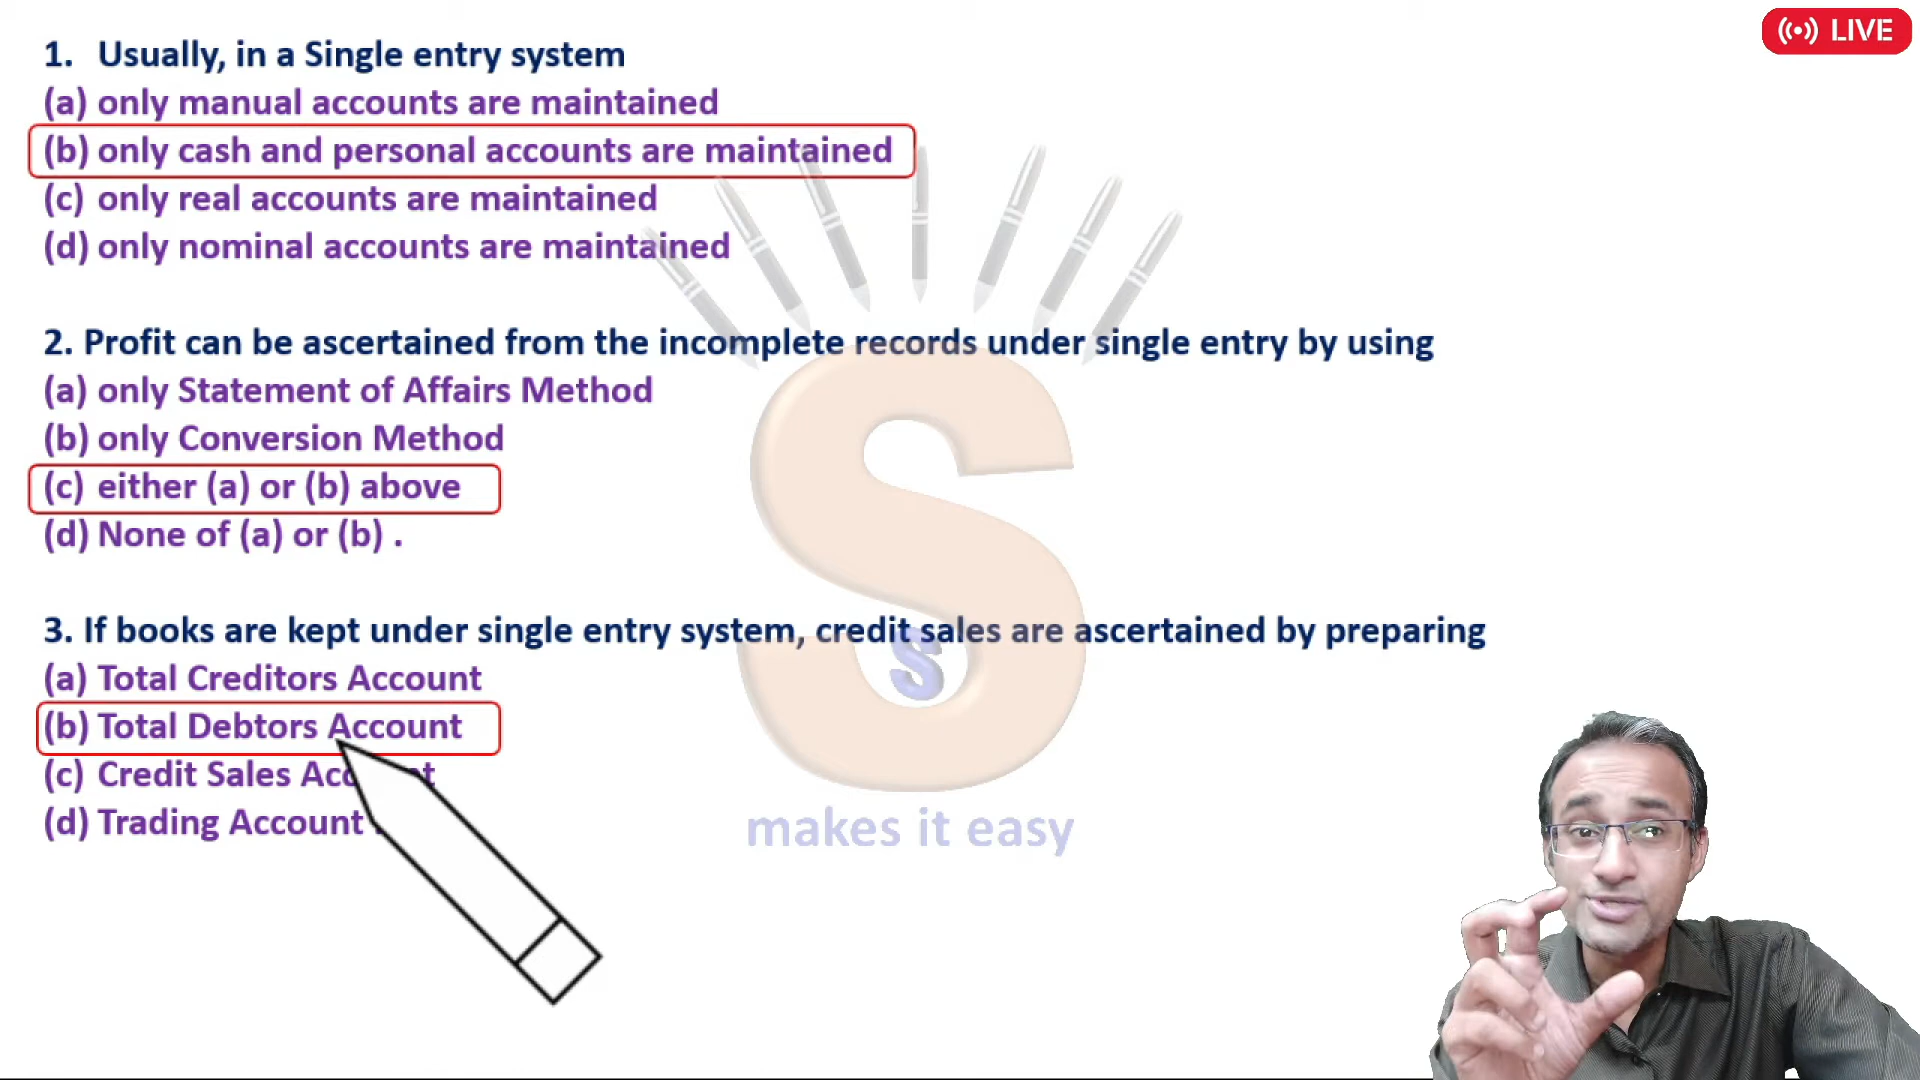 LIVE
1. Usually, in a Single entry system
(a) only manual accounts are maintained
(b) only cash and personal accounts are maintained
(c) only real accounts are maintained
(d) only nominal accounts are maintained
2. Profit can be ascertained from the incomplete records under single entry by using
(a) only Statement of Affairs Method
(b) only Conversion Method
(c) either (a) or (b) above
(d) None of (a) or (b) .
3. If books are kept under single entry system, credit sales are ascertained by preparing
(a) Total Creditors Account
(b) Total Debtors Account
(c) Credit Sales Account
(d) Trading Account
S
S
makes it easy